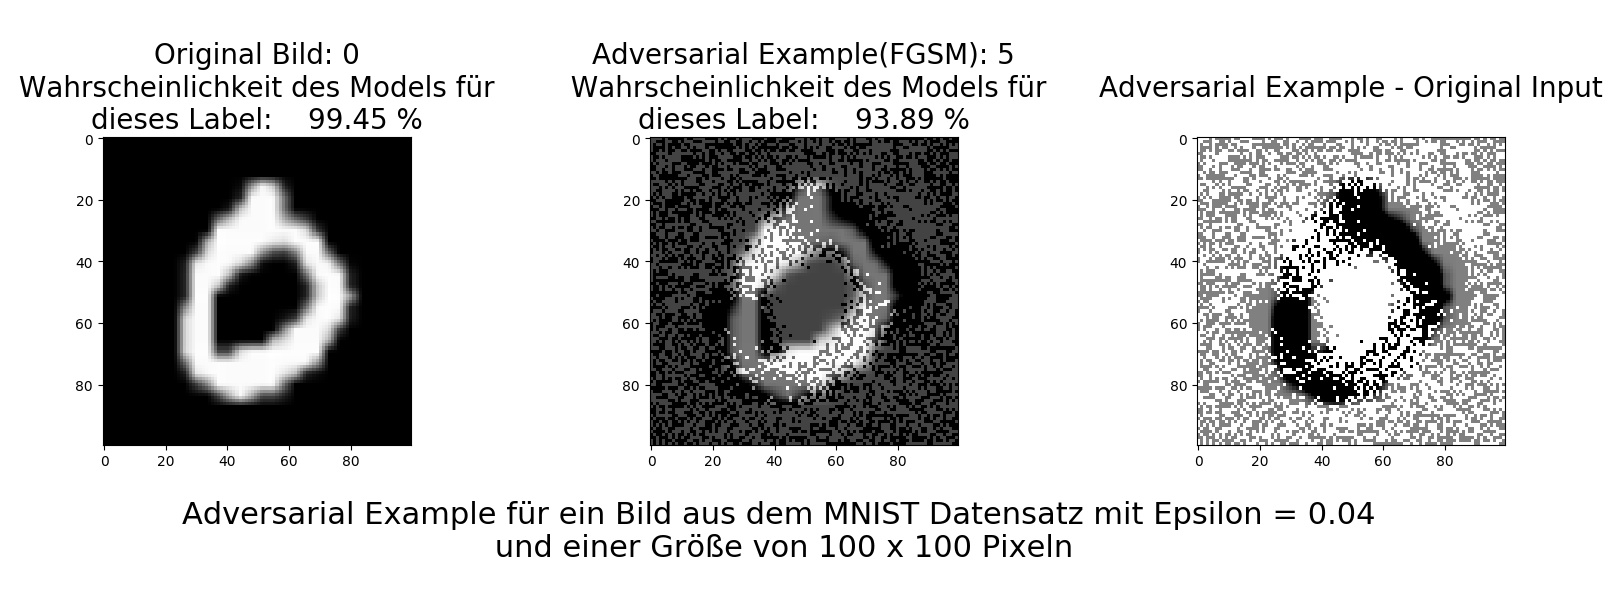 Original Bild: 0
Wahrscheinlichkeit des Models für
dieses Label: 99.45 %
0
20
40
60
80
0 20 40 60 80
Adversarial Example(FGSM): 5
Wahrscheinlichkeit des Models für
dieses Label: 93.89 %
0
20
40
60
80
0 20 40 60 80
Adversarial Example - Original Input
0
20
40
60
80
0 20 40 60 80
Adversarial Example für ein Bild aus dem MNIST Datensatz mit Epsilon = 0.04
und einer Größe von 100 x 100 Pixeln